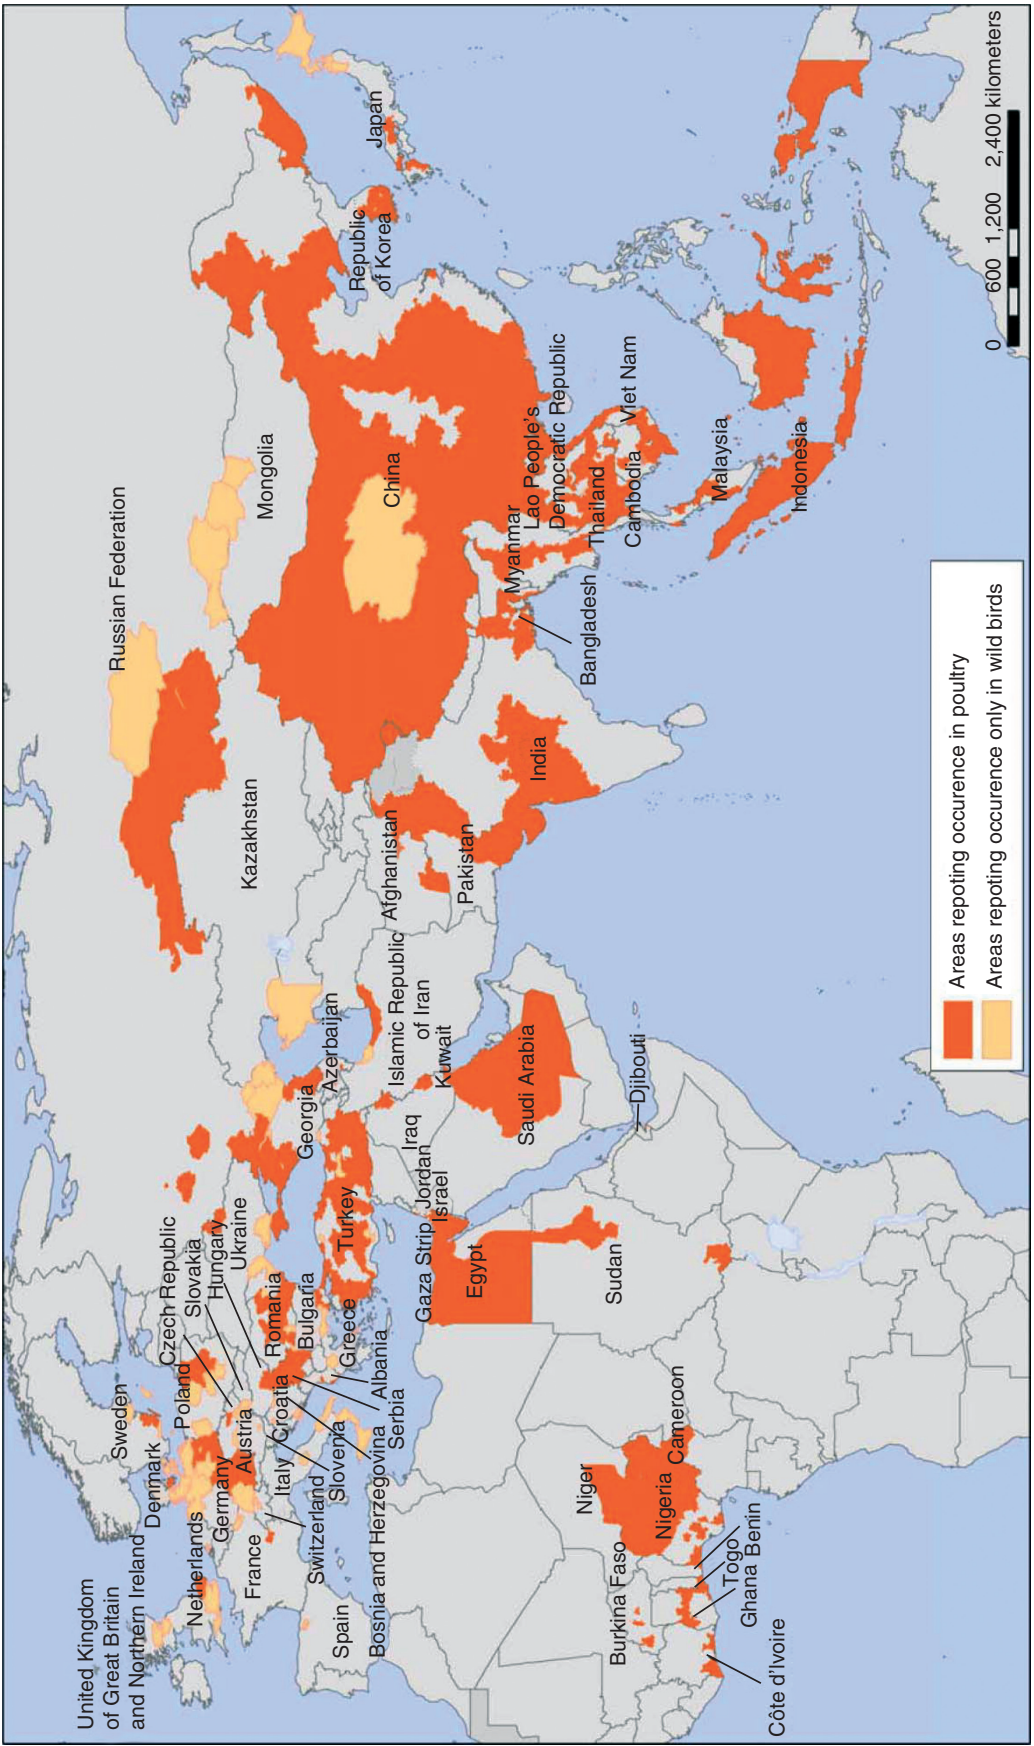 United Kingdom
of Great Britain
and Northern Ireland
Sweden
Denmark
Netherlands
Poland
Germany
Czech Republic
Slovakia
Hungary
Ukraine
Austria
France
Italy
Switzerland
Slovenia
Croatia
Bosnia and Herzegovina
Serbia
Albania
Romania
Bulgaria
Greece
Spain
Turkey
Georgia
Azerbaijan
Russian Federation
Kazakhstan
Mongolia
China
Republic
of Korea
Japan
Gaza Strip
Jordan
Israel
Iraq
Kuwait
Islamic Republic
of Iran
Afghanistan
Pakistan
India
Bangladesh
Myanmar
Lao People's
Democratic Republic
Thailand
Cambodia
Viet Nam
Malaysia
Indonesia
Egypt
Saudi Arabia
Sudan
Djibouti
Niger
Nigeria
Cameroon
Burkina Faso
Benin
Togo
Ghana
Côte d'Ivoire
Areas repoting occurence in poultry
Areas repoting occurence only in wild birds
0 600 1,200 2,400 kilometers